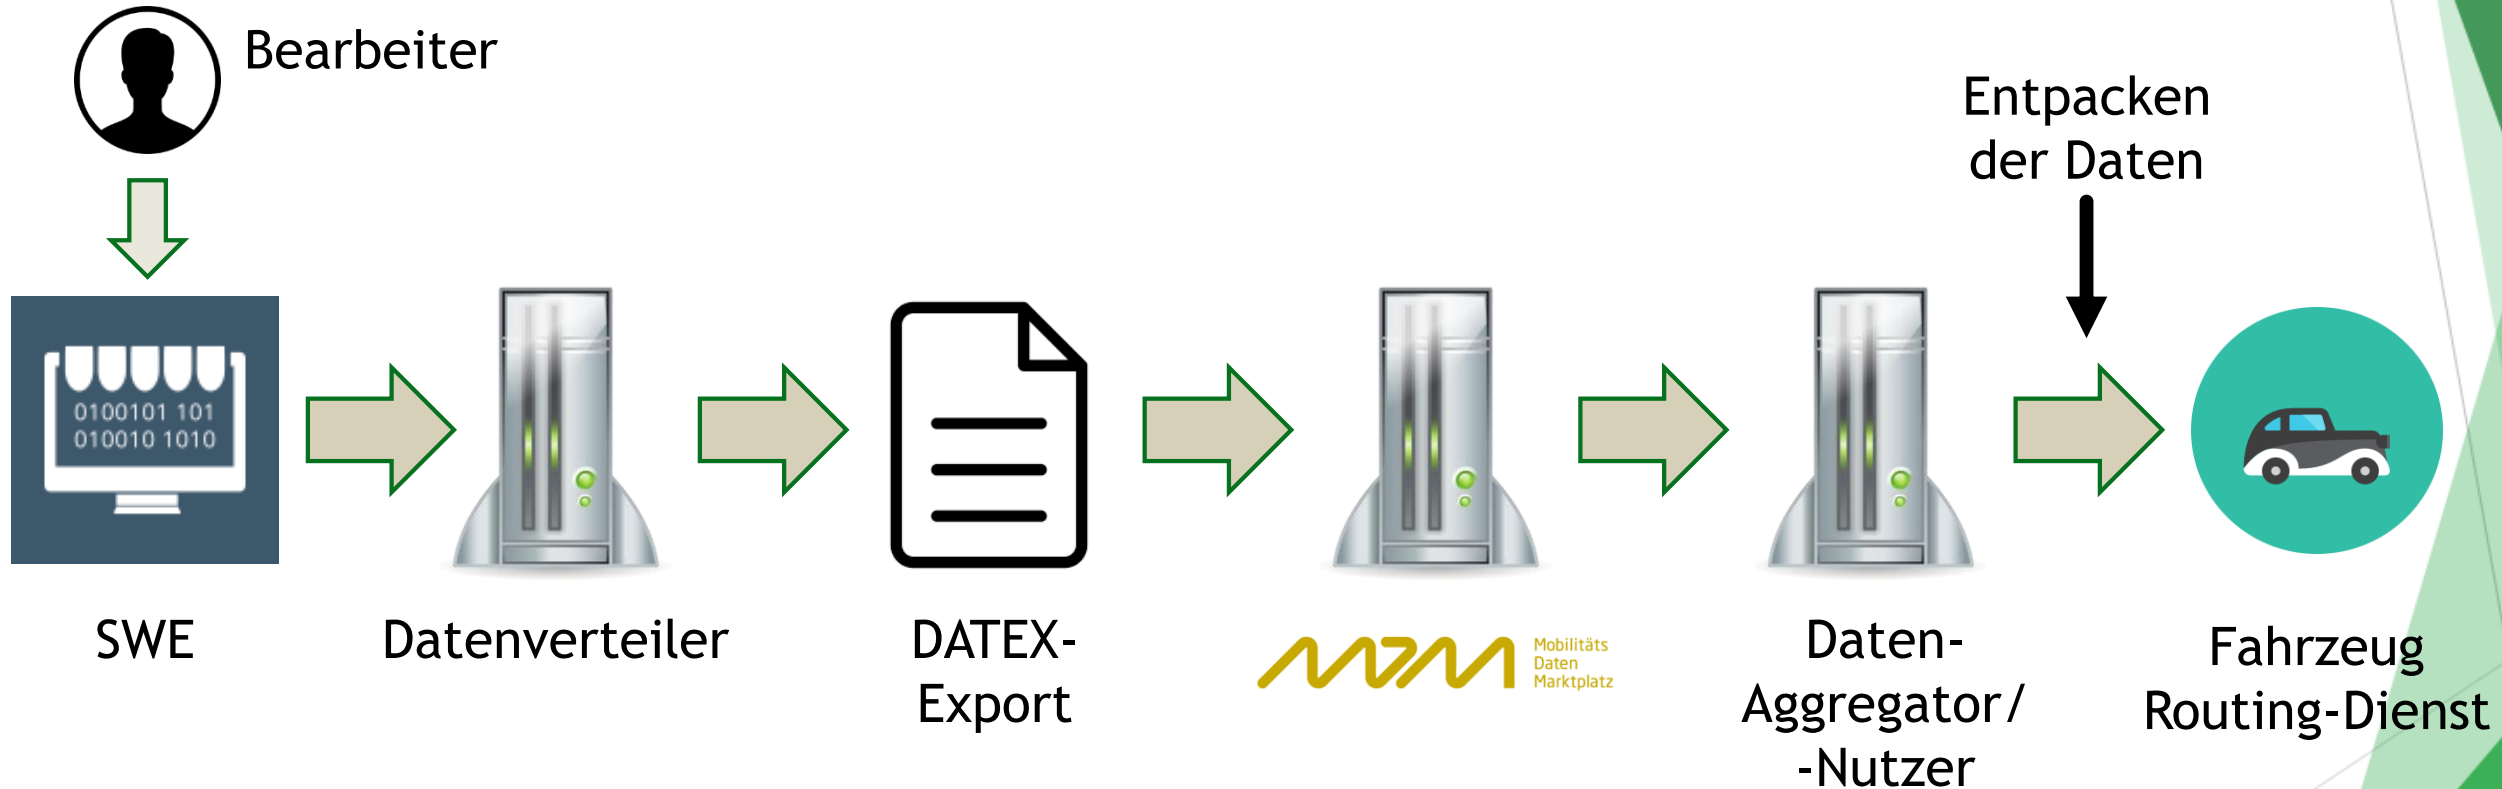 Bearbeiter
Entpacken
der Daten
0100101 101
010010 1010
SWE
Datenverteiler
DATEX-
Export
MDM
Mobilitäts
Daten
Marktplatz
Daten-
Aggregator/
-Nutzer
Fahrzeug
Routing-Dienst